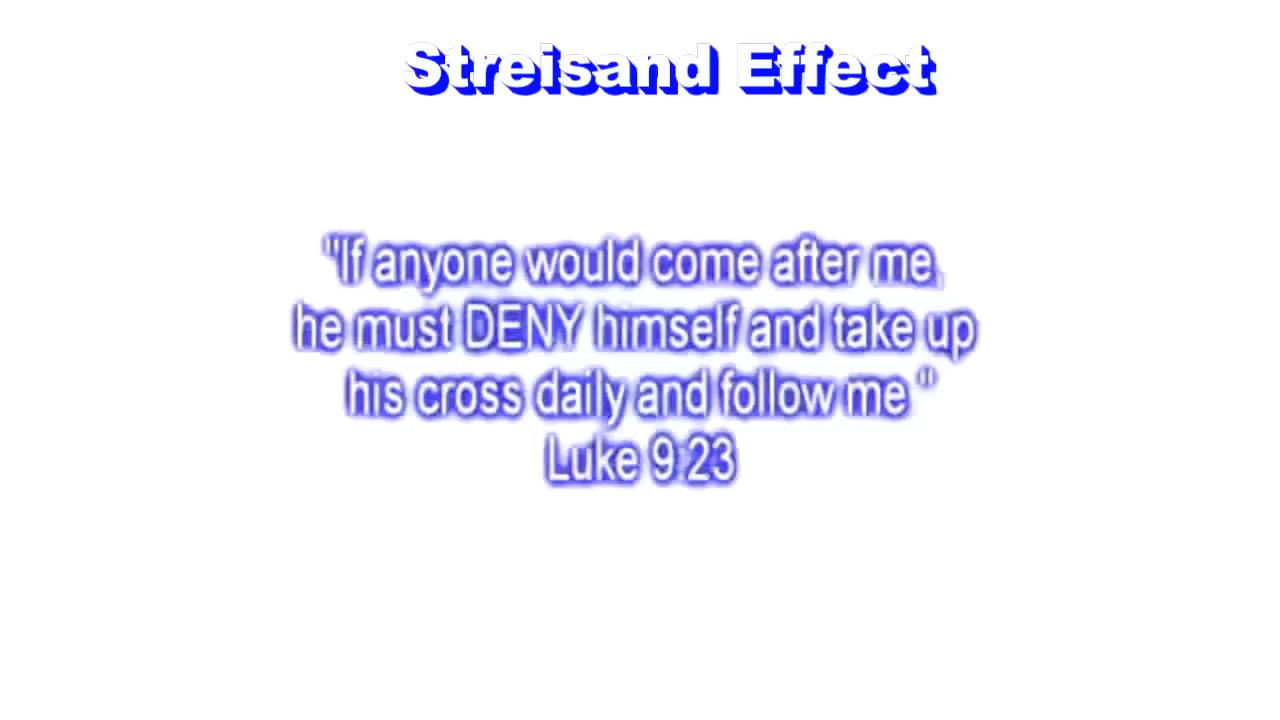 Streisand Effect
"If anyone would come after me,
he must DENY himself and take up
his cross daily and follow me "
Luke 9 23